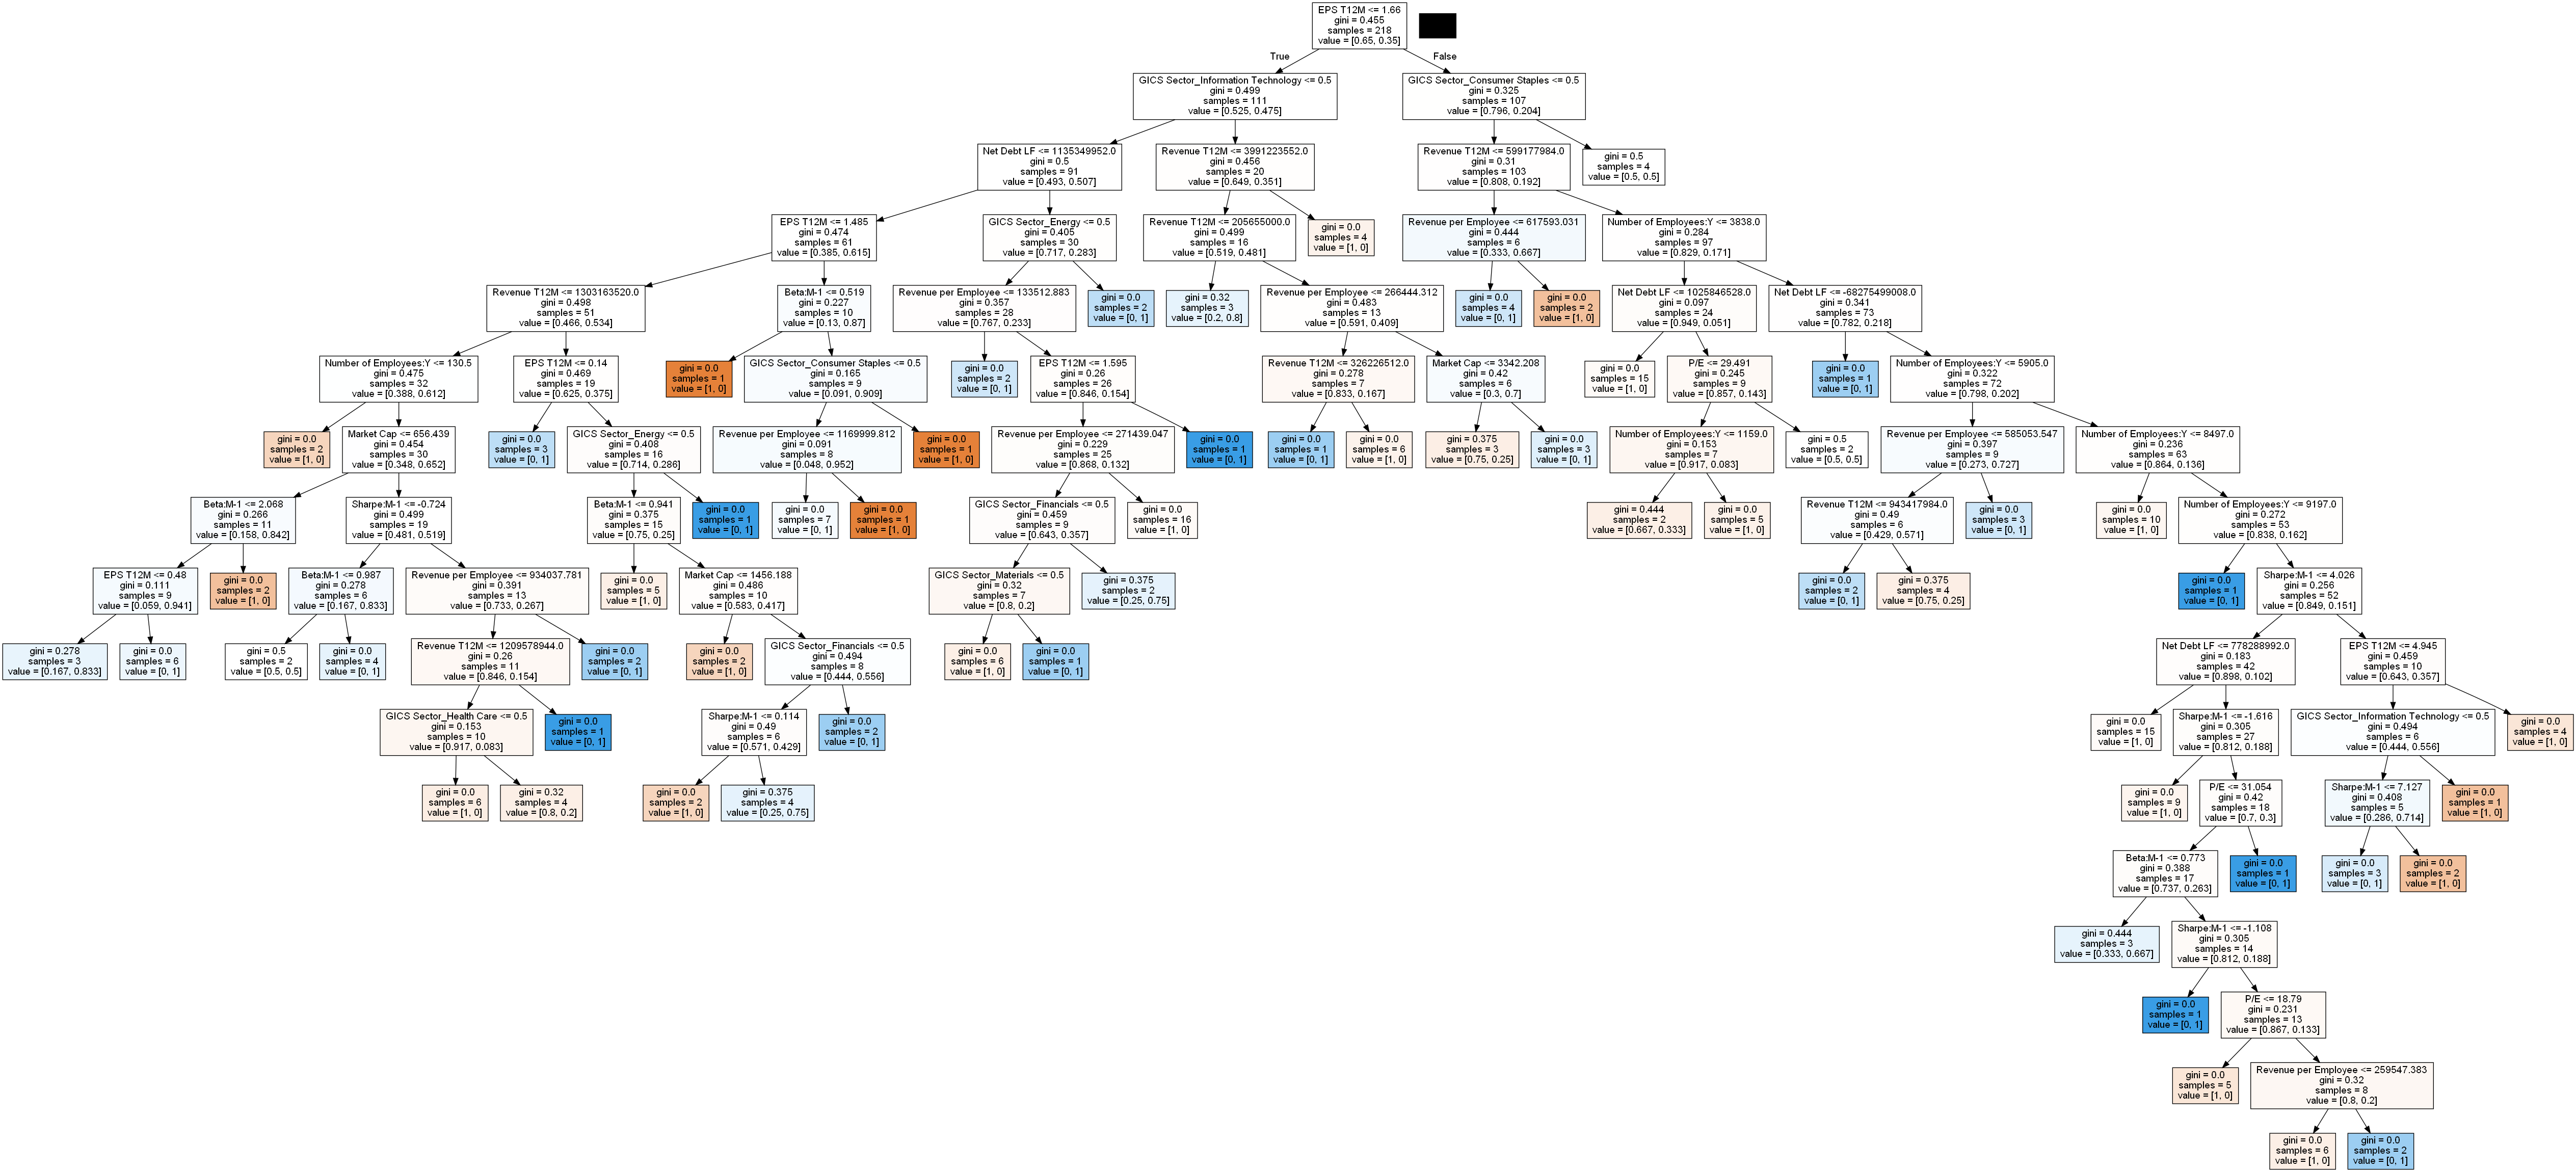 EPS T12M <= 1.66
gini = 0.455
samples = 218
value = [0.65, 0.35]
True
False
GICS Sector_Information Technology <= 0.5
gini = 0.499
samples = 111
value = [0.525, 0.475]
GICS Sector_Consumer Staples <= 0.5
gini = 0.325
samples = 107
value = [0.796, 0.204]
Net Debt LF <= 1135349952.0
gini = 0.5
samples = 91
value = [0.493, 0.507]
Revenue T12M <= 3991223552.0
gini = 0.456
samples = 20
value = [0.649, 0.351]
Revenue T12M <= 599177984.0
gini = 0.31
samples = 103
value = [0.808, 0.192]
gini = 0.5
samples = 4
value = [0.5, 0.5]
EPS T12M <= 1.485
gini = 0.474
samples = 61
value = [0.385, 0.615]
GICS Sector_Energy <= 0.5
gini = 0.405
samples = 30
value = [0.717, 0.283]
Revenue T12M <= 205655000.0
gini = 0.499
samples = 16
value = [0.519, 0.481]
gini = 0.0
samples = 4
value = [1, 0]
Revenue per Employee <= 617593.031
gini = 0.444
samples = 6
value = [0.333, 0.667]
Number of Employees:Y <= 3838.0
gini = 0.284
samples = 97
value = [0.829, 0.171]
Revenue T12M <= 1303163520.0
gini = 0.498
samples = 51
value = [0.466, 0.534]
Beta:M-1 <= 0.519
gini = 0.227
samples = 10
value = [0.13, 0.87]
Revenue per Employee <= 133512.883
gini = 0.357
samples = 28
value = [0.767, 0.233]
gini = 0.0
samples = 2
value = [0, 1]
gini = 0.32
samples = 3
value = [0.2, 0.8]
Revenue per Employee <= 266444.312
gini = 0.483
samples = 13
value = [0.591, 0.409]
gini = 0.0
samples = 4
value = [0, 1]
gini = 0.0
samples = 2
value = [1, 0]
Net Debt LF <= 1025846528.0
gini = 0.097
samples = 24
value = [0.949, 0.051]
Net Debt LF <= -68275499008.0
gini = 0.341
samples = 73
value = [0.782, 0.218]
Number of Employees:Y <= 130.5
gini = 0.475
samples = 32
value = [0.388, 0.612]
EPS T12M <= 0.14
gini = 0.469
samples = 19
value = [0.625, 0.375]
gini = 0.0
samples = 1
value = [1, 0]
GICS Sector_Consumer Staples <= 0.5
gini = 0.165
samples = 9
value = [0.091, 0.909]
gini = 0.0
samples = 2
value = [0, 1]
EPS T12M <= 1.595
gini = 0.26
samples = 26
value = [0.846, 0.154]
Revenue T12M <= 326226512.0
gini = 0.278
samples = 7
value = [0.833, 0.167]
Market Cap <= 3342.208
gini = 0.42
samples = 6
value = [0.3, 0.7]
gini = 0.0
samples = 15
value = [1, 0]
P/E <= 29.491
gini = 0.245
samples = 9
value = [0.857, 0.143]
gini = 0.0
samples = 1
value = [0, 1]
Number of Employees:Y <= 5905.0
gini = 0.322
samples = 72
value = [0.798, 0.202]
gini = 0.0
samples = 2
value = [1, 0]
Market Cap <= 656.439
gini = 0.454
samples = 30
value = [0.348, 0.652]
gini = 0.0
samples = 3
value = [0, 1]
GICS Sector_Energy <= 0.5
gini = 0.408
samples = 16
value = [0.714, 0.286]
Revenue per Employee <= 1169999.812
gini = 0.091
samples = 8
value = [0.048, 0.952]
gini = 0.0
samples = 1
value = [1, 0]
Revenue per Employee <= 271439.047
gini = 0.229
samples = 25
value = [0.868, 0.132]
gini = 0.0
samples = 1
value = [0, 1]
gini = 0.0
samples = 1
value = [0, 1]
gini = 0.0
samples = 6
value = [1, 0]
gini = 0.375
samples = 3
value = [0.75, 0.25]
gini = 0.0
samples = 3
value = [0, 1]
Number of Employees:Y <= 1159.0
gini = 0.153
samples = 7
value = [0.917, 0.083]
gini = 0.5
samples = 2
value = [0.5, 0.5]
Revenue per Employee <= 585053.547
gini = 0.397
samples = 9
value = [0.273, 0.727]
Number of Employees:Y <= 8497.0
gini = 0.236
samples = 63
value = [0.864, 0.136]
Beta:M-1 <= 2.068
gini = 0.266
samples = 11
value = [0.158, 0.842]
Sharpe:M-1 <= -0.724
gini = 0.499
samples = 19
value = [0.481, 0.519]
Beta:M-1 <= 0.941
gini = 0.375
samples = 15
value = [0.75, 0.25]
gini = 0.0
samples = 1
value = [0, 1]
gini = 0.0
samples = 7
value = [0, 1]
gini = 0.0
samples = 1
value = [1, 0]
GICS Sector_Financials <= 0.5
gini = 0.459
samples = 9
value = [0.643, 0.357]
gini = 0.0
samples = 16
value = [1, 0]
gini = 0.444
samples = 2
value = [0.667, 0.333]
gini = 0.0
samples = 5
value = [1, 0]
Revenue T12M <= 943417984.0
gini = 0.49
samples = 6
value = [0.429, 0.571]
gini = 0.0
samples = 3
value = [0, 1]
gini = 0.0
samples = 10
value = [1, 0]
Number of Employees:Y <= 9197.0
gini = 0.272
samples = 53
value = [0.838, 0.162]
EPS T12M <= 0.48
gini = 0.111
samples = 9
value = [0.059, 0.941]
gini = 0.0
samples = 2
value = [1, 0]
Beta:M-1 <= 0.987
gini = 0.278
samples = 6
value = [0.167, 0.833]
Revenue per Employee <= 934037.781
gini = 0.391
samples = 13
value = [0.733, 0.267]
gini = 0.0
samples = 5
value = [1, 0]
Market Cap <= 1456.188
gini = 0.486
samples = 10
value = [0.583, 0.417]
GICS Sector_Materials <= 0.5
gini = 0.32
samples = 7
value = [0.8, 0.2]
gini = 0.375
samples = 2
value = [0.25, 0.75]
gini = 0.0
samples = 2
value = [0, 1]
gini = 0.375
samples = 4
value = [0.75, 0.25]
gini = 0.0
samples = 1
value = [0, 1]
Sharpe:M-1 <= 4.026
gini = 0.256
samples = 52
value = [0.849, 0.151]
gini = 0.278
samples = 3
value = [0.167, 0.833]
gini = 0.0
samples = 6
value = [0, 1]
gini = 0.5
samples = 2
value = [0.5, 0.5]
gini = 0.0
samples = 4
value = [0, 1]
Revenue T12M <= 1209578944.0
gini = 0.26
samples = 11
value = [0.846, 0.154]
gini = 0.0
samples = 2
value = [0, 1]
gini = 0.0
samples = 2
value = [1, 0]
GICS Sector_Financials <= 0.5
gini = 0.494
samples = 8
value = [0.444, 0.556]
gini = 0.0
samples = 6
value = [1, 0]
gini = 0.0
samples = 1
value = [0, 1]
Net Debt LF <= 778288992.0
gini = 0.183
samples = 42
value = [0.898, 0.102]
EPS T12M <= 4.945
gini = 0.459
samples = 10
value = [0.643, 0.357]
GICS Sector_Health Care <= 0.5
gini = 0.153
samples = 10
value = [0.917, 0.083]
gini = 0.0
samples = 1
value = [0, 1]
Sharpe:M-1 <= 0.114
gini = 0.49
samples = 6
value = [0.571, 0.429]
gini = 0.0
samples = 2
value = [0, 1]
gini = 0.0
samples = 15
value = [1, 0]
Sharpe:M-1 <= -1.616
gini = 0.305
samples = 27
value = [0.812, 0.188]
GICS Sector_Information Technology <= 0.5
gini = 0.494
samples = 6
value = [0.444, 0.556]
gini = 0.0
samples = 4
value = [1, 0]
gini = 0.0
samples = 6
value = [1, 0]
gini = 0.32
samples = 4
value = [0.8, 0.2]
gini = 0.0
samples = 2
value = [1, 0]
gini = 0.375
samples = 4
value = [0.25, 0.75]
gini = 0.0
samples = 9
value = [1, 0]
P/E <= 31.054
gini = 0.42
samples = 18
value = [0.7, 0.3]
Sharpe:M-1 <= 7.127
gini = 0.408
samples = 5
value = [0.286, 0.714]
gini = 0.0
samples = 1
value = [1, 0]
Beta:M-1 <= 0.773
gini = 0.388
samples = 17
value = [0.737, 0.263]
gini = 0.0
samples = 1
value = [0, 1]
gini = 0.0
samples = 3
value = [0, 1]
gini = 0.0
samples = 2
value = [1, 0]
gini = 0.444
samples = 3
value = [0.333, 0.667]
Sharpe:M-1 <= -1.108
gini = 0.305
samples = 14
value = [0.812, 0.188]
gini = 0.0
samples = 1
value = [0, 1]
P/E <= 18.79
gini = 0.231
samples = 13
value = [0.867, 0.133]
gini = 0.0
samples = 5
value = [1, 0]
Revenue per Employee <= 259547.383
gini = 0.32
samples = 8
value = [0.8, 0.2]
gini = 0.0
samples = 6
value = [1, 0]
gini = 0.0
samples = 2
value = [0, 1]